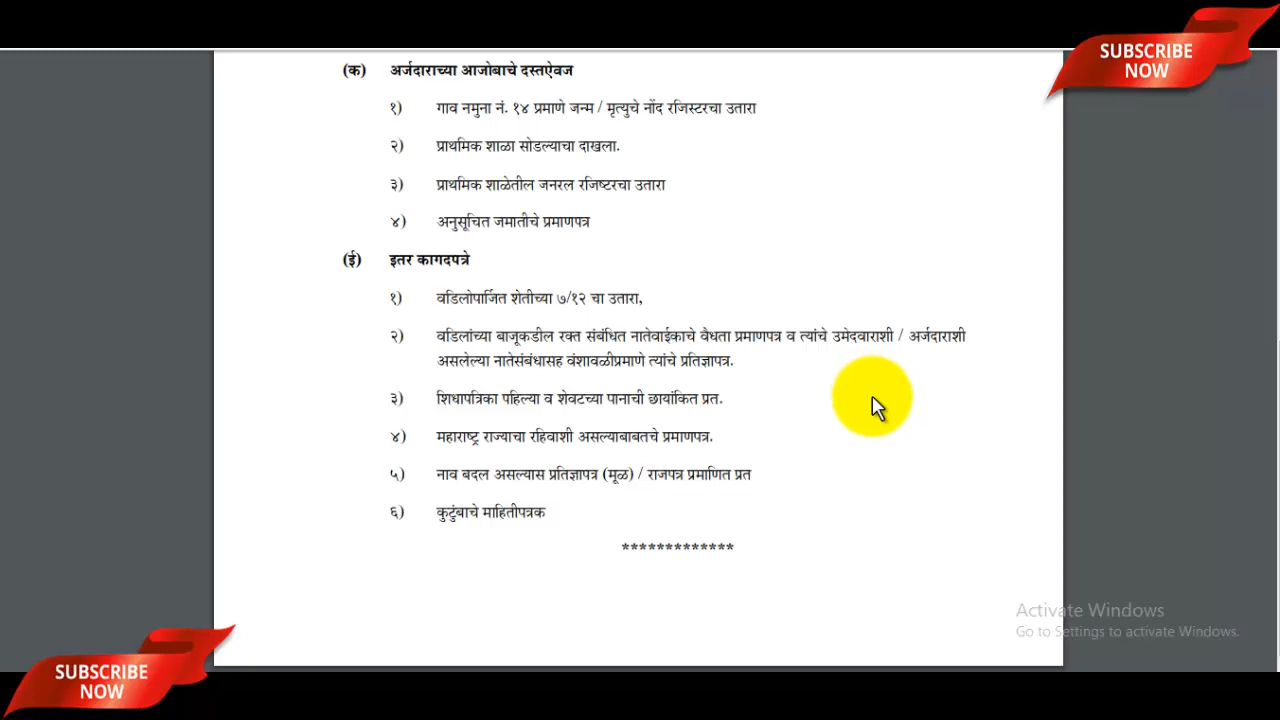 SUBSCRIBE
NOW
(क) अर्जदाराच्या आजोबाचे दस्तऐवज
१) गाव नमुना नं. १४ प्रमाणे जन्म / मृत्युचे नोंद रजिस्टरचा उतारा
२) प्राथमिक शाळा सोडल्याचा दाखला.
३) प्राथमिक शाळेतील जनरल रजिष्टरचा उतारा
४) अनुसूचित जमातीचे प्रमाणपत्र
(ई) इतर कागदपत्रे
१) वडिलोपार्जित शेतीच्या ७/१२ चा उतारा,
२) वडिलांच्या बाजूकडील रक्त संबंधित नातेवाईकाचे वैधता प्रमाणपत्र व त्यांचे उमेदवाराशी / अर्जदाराशी
असलेल्या नातेसंबंधासह वंशावळीप्रमाणे त्यांचे प्रतिज्ञापत्र.
३) शिधापत्रिका पहिल्या व शेवटच्या पानाची छायांकित प्रत.
४) महाराष्ट्र राज्याचा रहिवाशी असल्याबाबतचे प्रमाणपत्र.
५) नाव बदल असल्यास प्रतिज्ञापत्र (मूळ) / राजपत्र प्रमाणित प्रत
६) कुटुंबाचे माहितीपत्रक
*************
Activate Windows
Go to Settings to activate Windows.
SUBSCRIBE
NOW